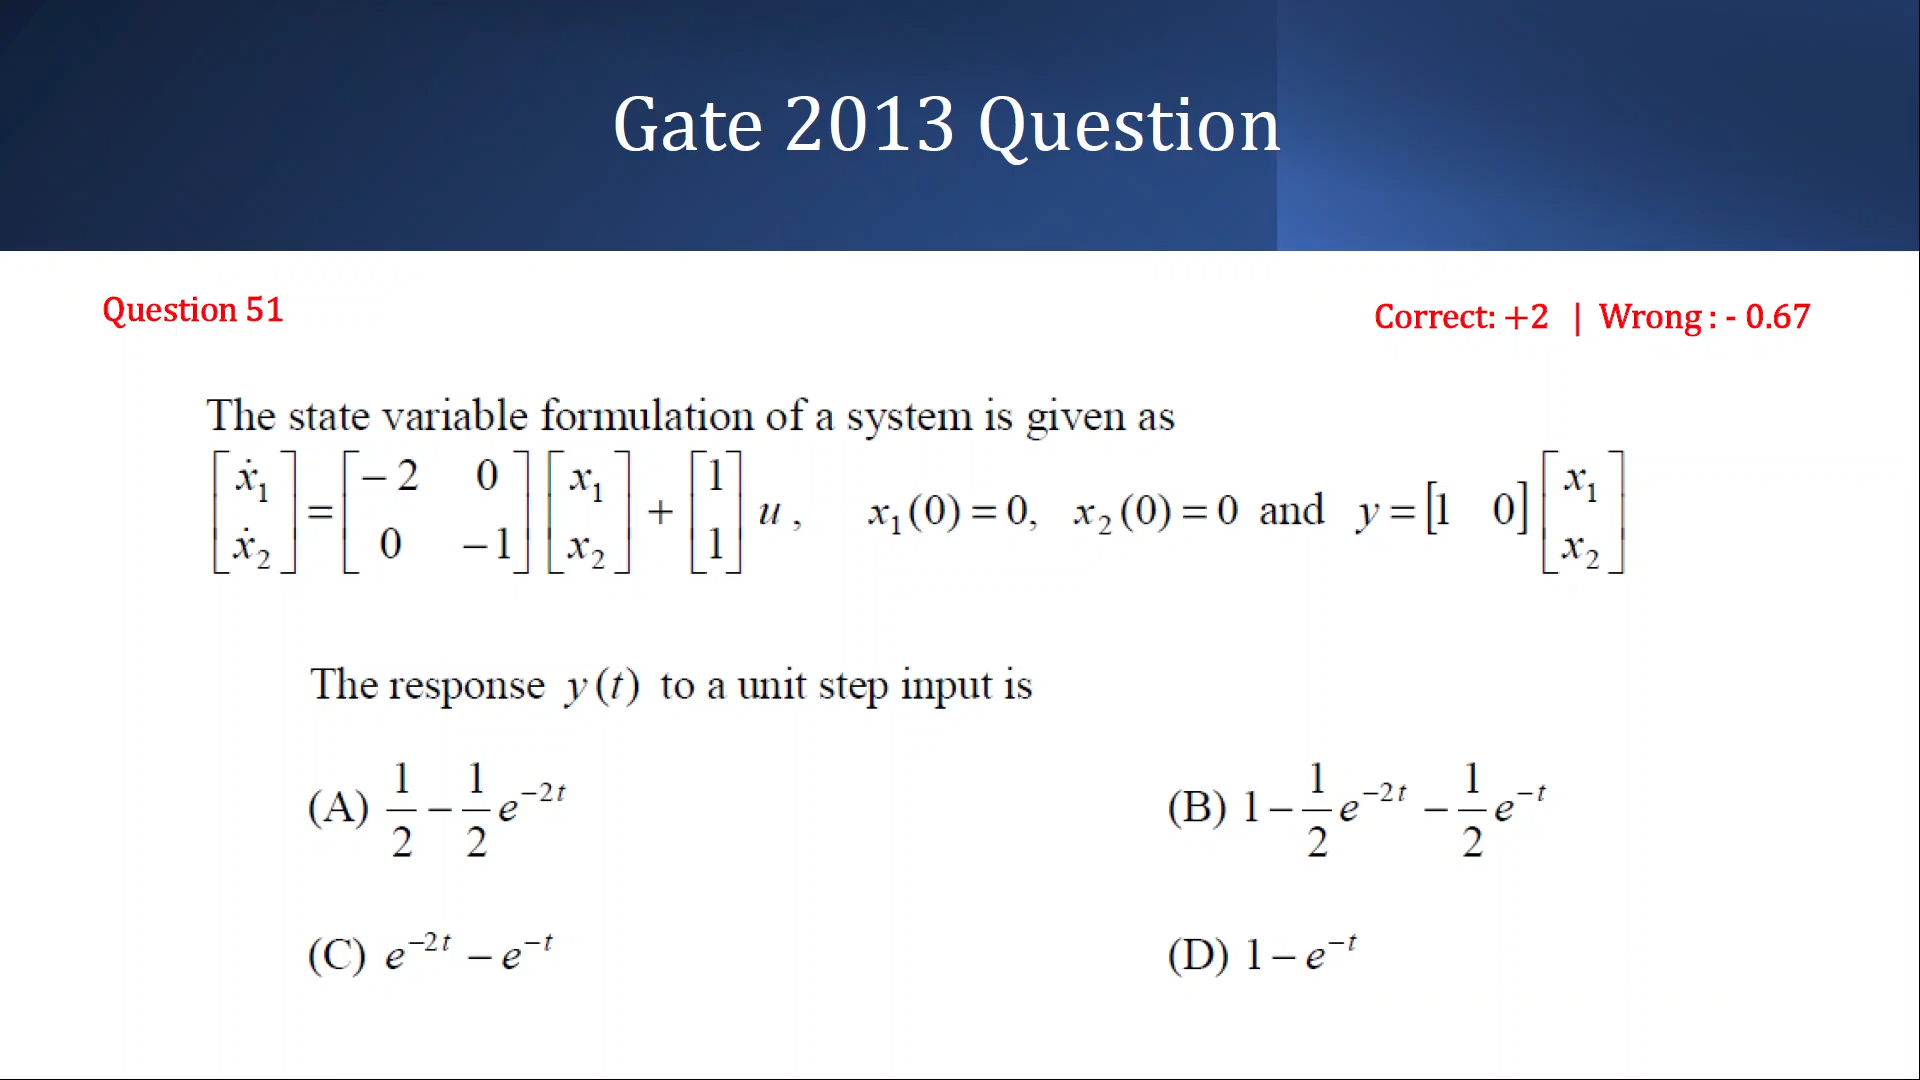 Gate 2013 Question
Question 51
Correct: +2 | Wrong : - 0.67
The state variable formulation of a system is given as
[ẋ₁; ẋ₂] = [−2 0; 0 −1] [x₁; x₂] + [1; 1] u , x₁(0) = 0, x₂(0) = 0 and y = [1 0] [x₁; x₂]
The response y(t) to a unit step input is
(A) 1/2 − 1/2 e^{−2t}
(B) 1 − 1/2 e^{−2t} − 1/2 e^{−t}
(C) e^{−2t} − e^{−t}
(D) 1 − e^{−t}